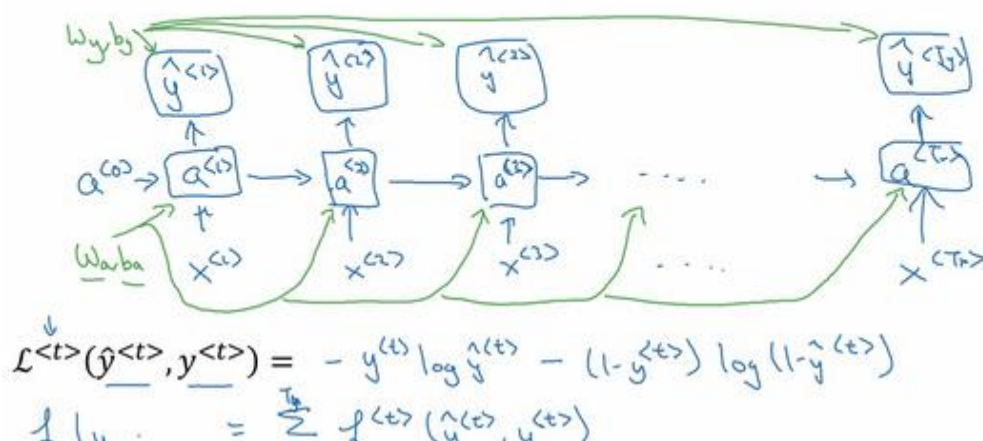 Wy, by
ŷ<1> ŷ<2> ŷ<3> ŷ<Ty>
a<0> → a<1> → a<2> → a<3> → ..... → a<Tx>
Wa, ba x<1> x<2> x<3> ..... x<Tx>
ℒ<t>(ŷ<t>, y<t>) = - y<t> log ŷ<t> - (1-y<t>) log (1-ŷ<t>)
= Σ ℒ<t> (ŷ<t>, y<t>)